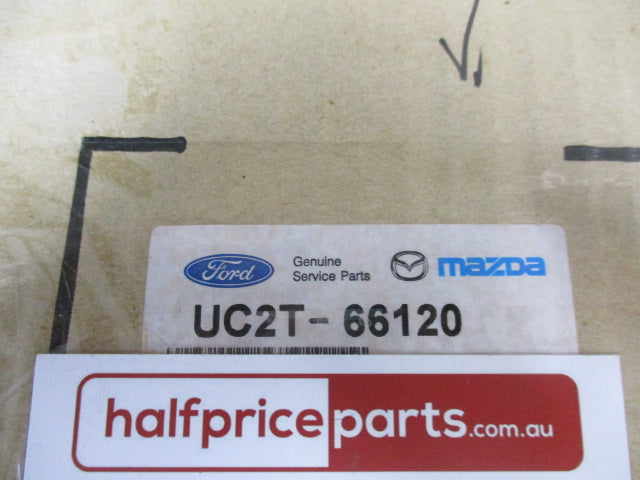 Ford Genuine Service Parts mazda
UC2T-66120
halfpriceparts.com.au